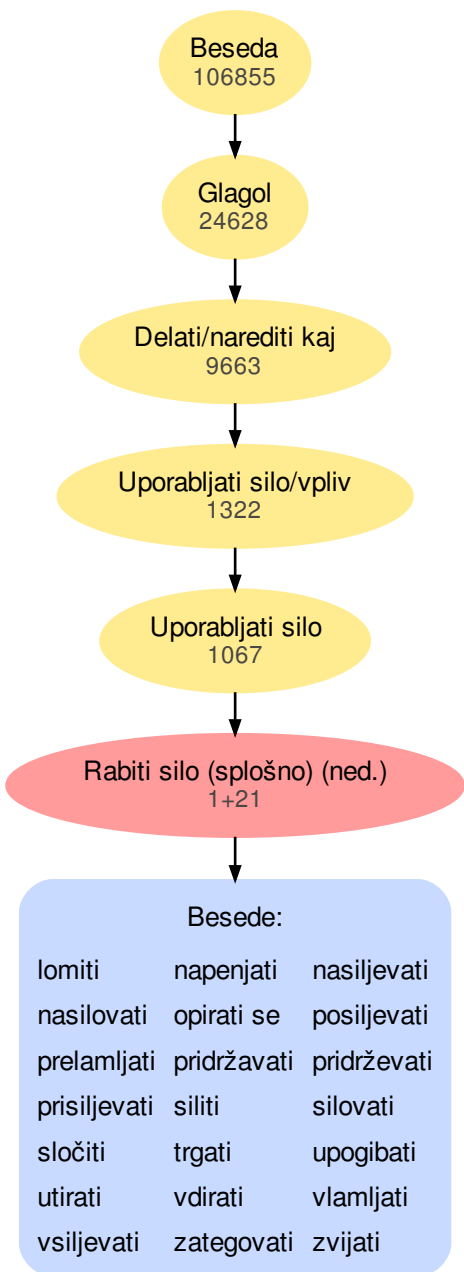 Beseda
106855
Glagol
24628
Delati/narediti kaj
9663
Uporabljati silo/vpliv
1322
Uporabljati silo
1067
Rabiti silo (splošno) (ned.)
1+21
Besede:
lomiti napenjati nasiljevati
nasilovati opirati se posiljevati
prelamljati pridržavati pridrževati
prisiljevati siliti silovati
sločiti trgati upogibati
utirati vdirati vlamljati
vsiljevati zategovati zvijati